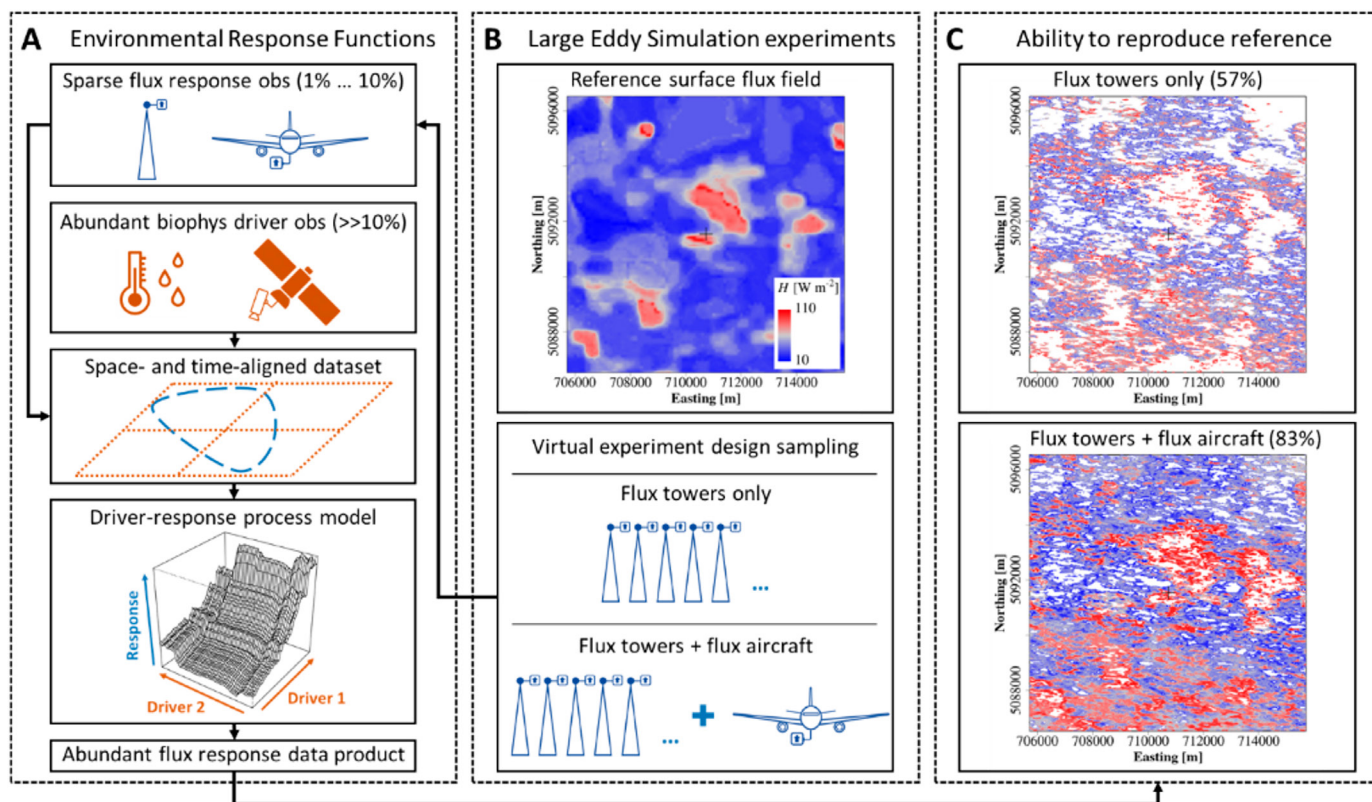 A Environmental Response Functions
Sparse flux response obs (1% ... 10%)
Abundant biophys driver obs (>>10%)
Space- and time-aligned dataset
Driver-response process model
Response
Driver 2
Driver 1
Abundant flux response data product
B Large Eddy Simulation experiments
Reference surface flux field
Northing [m]
5096000
5092000
5088000
H [W m-2]
110
10
706000 708000 710000 712000 714000
Easting [m]
Virtual experiment design sampling
Flux towers only
...
Flux towers + flux aircraft
...
C Ability to reproduce reference
Flux towers only (57%)
Northing [m]
5096000
5092000
5088000
706000 708000 710000 712000 714000
Easting [m]
Flux towers + flux aircraft (83%)
Northing [m]
5096000
5092000
5088000
706000 708000 710000 712000 714000
Easting [m]